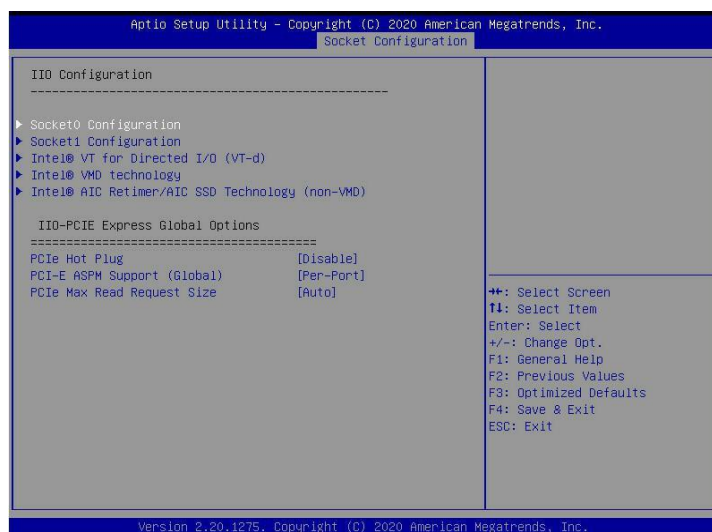 Aptio Setup Utility – Copyright (C) 2020 American Megatrends, Inc.
Socket Configuration
IIO Configuration
--------------------------------------------------
Socket0 Configuration
Socket1 Configuration
Intel® VT for Directed I/O (VT-d)
Intel® VMD technology
Intel® AIC Retimer/AIC SSD Technology (non-VMD)
IIO-PCIE Express Global Options
========================================
PCIe Hot Plug [Disable]
PCI-E ASPM Support (Global) [Per-Port]
PCIe Max Read Request Size [Auto]
→←: Select Screen
↑↓: Select Item
Enter: Select
+/-: Change Opt.
F1: General Help
F2: Previous Values
F3: Optimized Defaults
F4: Save & Exit
ESC: Exit
Version 2.20.1275. Copyright (C) 2020 American Megatrends, Inc.